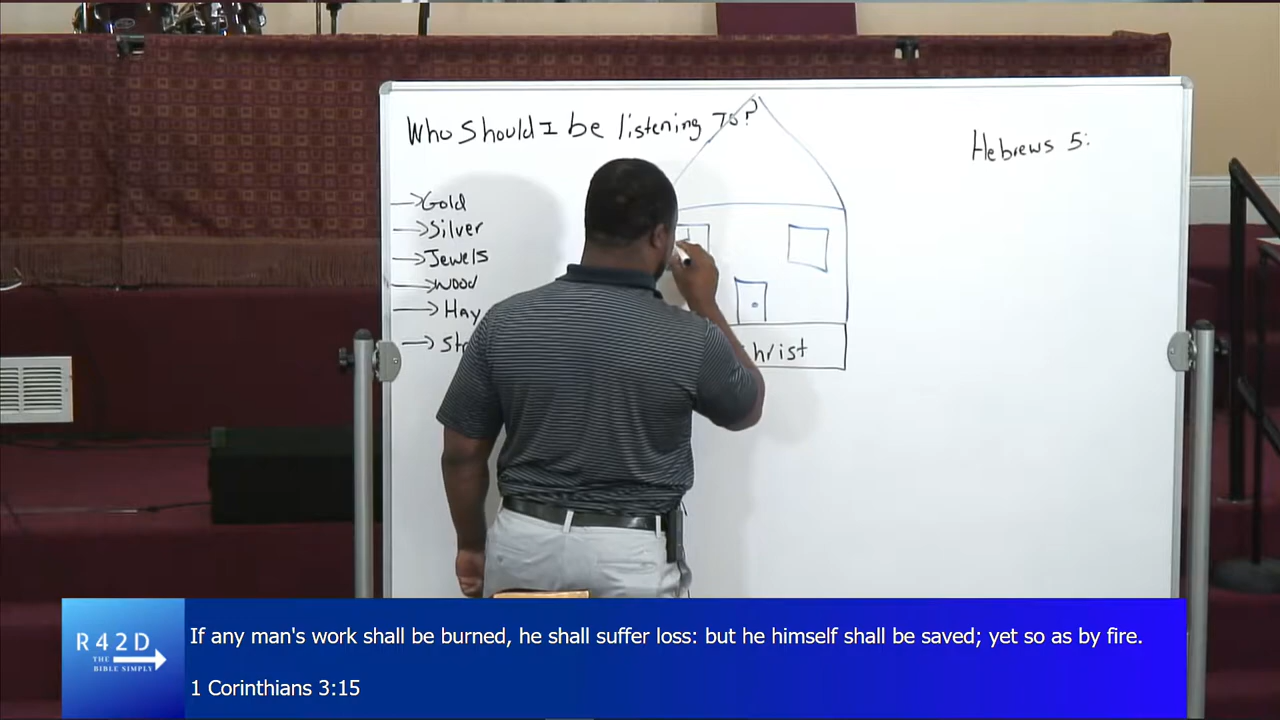 Who Should I be listening To?
Hebrews 5:
→Gold
→Silver
→Jewels
→Wood
→Hay
R42D
THE
BIBLE SIMPLY
If any man's work shall be burned, he shall suffer loss: but he himself shall be saved; yet so as by fire.
1 Corinthians 3:15